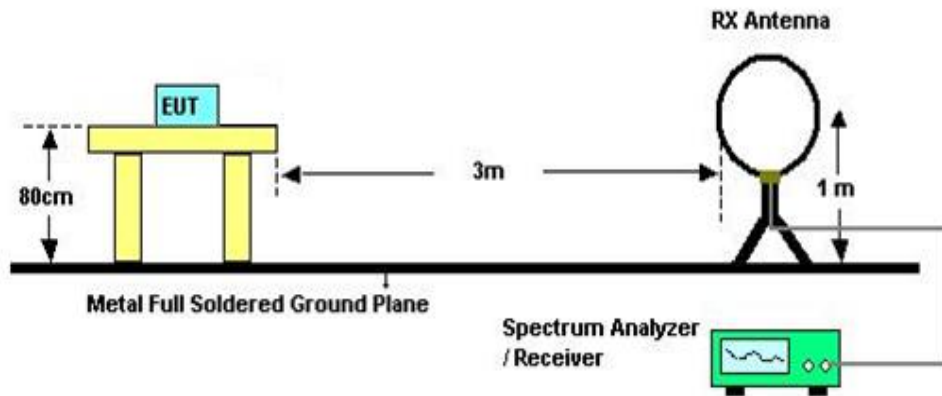 RX Antenna
EUT
80cm
3m
1 m
Metal Full Soldered Ground Plane
Spectrum Analyzer
/ Receiver